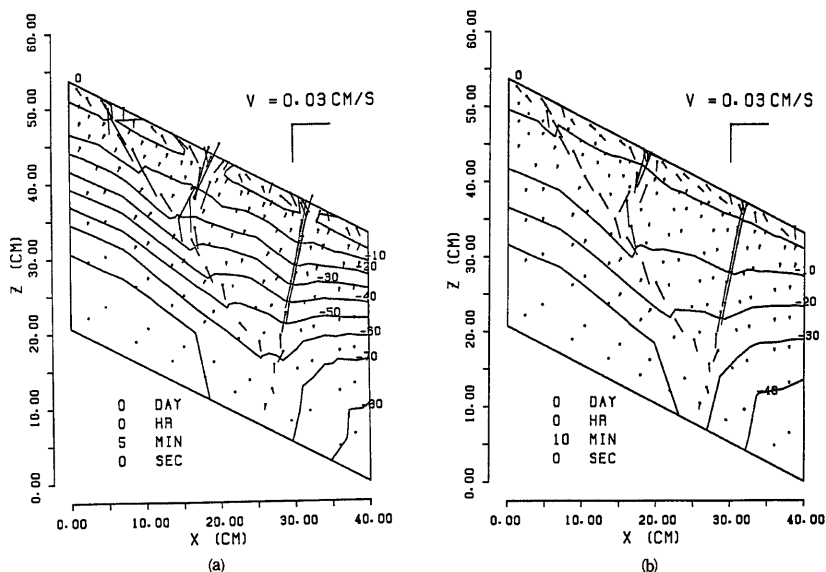 60.00
50.00
40.00
30.00
20.00
10.00
0.00
Z (CM)
0
V = 0.03 CM/S
-10
-20
-30
-40
-50
-60
-70
-80
0 DAY
0 HR
5 MIN
0 SEC
0.00 10.00 20.00 30.00 40.00
X (CM)
(a)
60.00
50.00
40.00
30.00
20.00
10.00
0.00
Z (CM)
0
V = 0.03 CM/S
-10
-20
-30
-40
0 DAY
0 HR
10 MIN
0 SEC
0.00 10.00 20.00 30.00 40.00
X (CM)
(b)